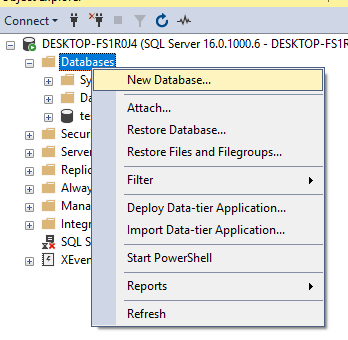 Connect
DESKTOP-FS1R0J4 (SQL Server 16.0.1000.6 - DESKTOP-FS1R
Databases
New Database...
Attach...
Restore Database...
Restore Files and Filegroups...
Filter
Deploy Data-tier Application...
Import Data-tier Application...
Start PowerShell
Reports
Refresh
Sy
Da
te
Secur
Server
Replic
Alway
Mana
Integr
SQL S
XEven